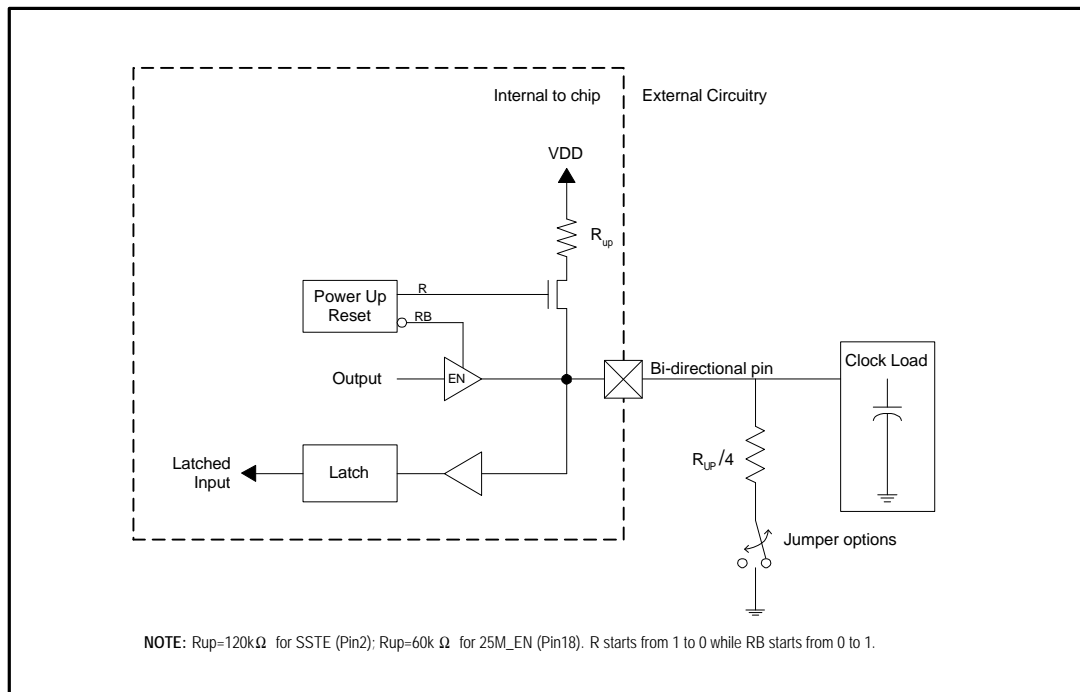 Internal to chip
External Circuitry
VDD
Rup
Power Up
Reset
R
RB
Output
EN
Bi-directional pin
Clock Load
Latched
Input
Latch
RUP/4
Jumper options
NOTE: Rup=120kΩ for SSTE (Pin2); Rup=60k Ω for 25M_EN (Pin18). R starts from 1 to 0 while RB starts from 0 to 1.